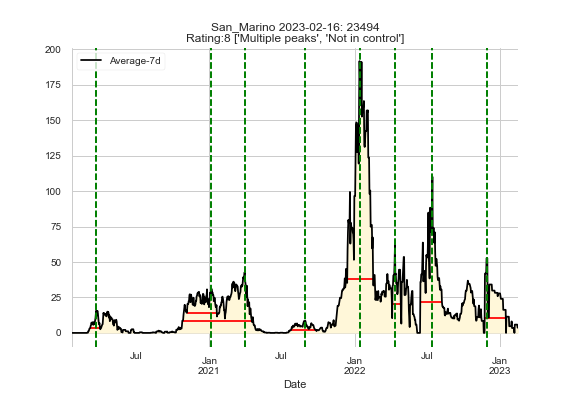 San_Marino 2023-02-16: 23494
Rating:8 ['Multiple peaks', 'Not in control']
Average-7d
200
175
150
125
100
75
50
25
0
Jul
Jan
2021
Jul
Jan
2022
Jul
Jan
2023
Date